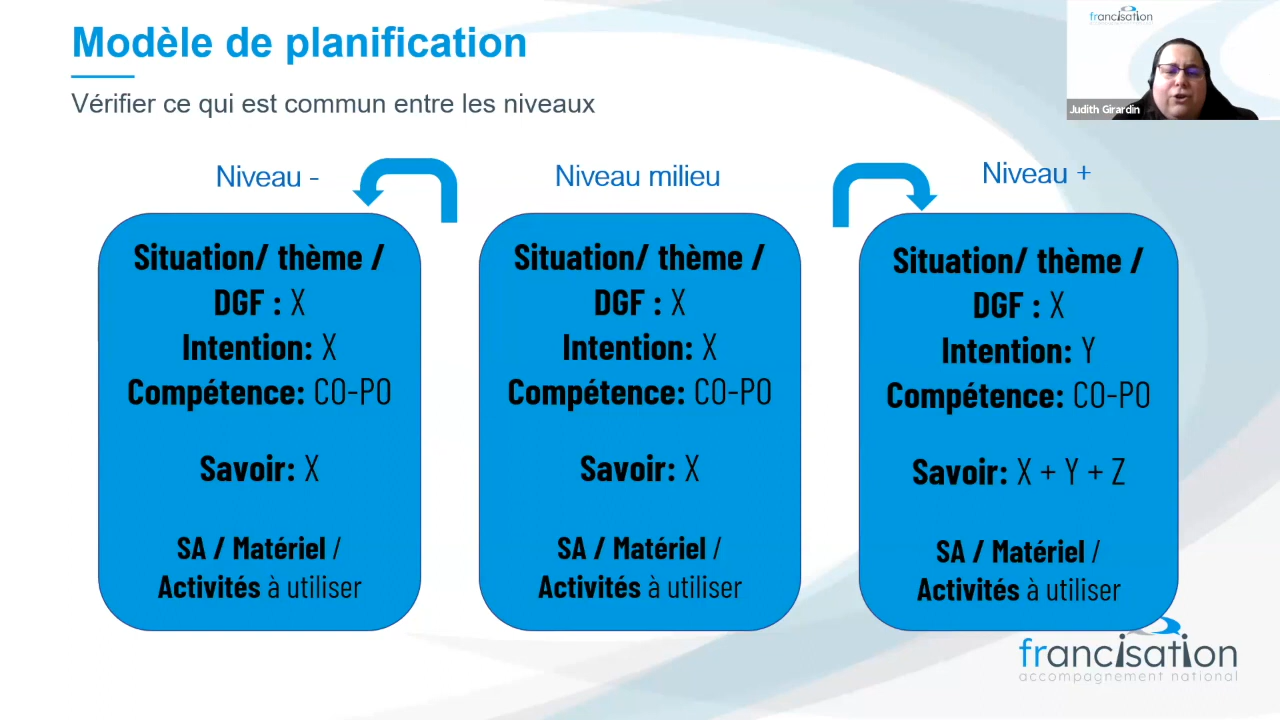 Modèle de planification
Vérifier ce qui est commun entre les niveaux
francisation
Judith Girardin
Niveau -
Niveau milieu
Niveau +
Situation/ thème /
DGF : X
Intention: X
Compétence: CO-PO
Savoir: X
SA / Matériel /
Activités à utiliser
Situation/ thème /
DGF : X
Intention: X
Compétence: CO-PO
Savoir: X
SA / Matériel /
Activités à utiliser
Situation/ thème /
DGF : X
Intention: Y
Compétence: CO-PO
Savoir: X + Y + Z
SA / Matériel /
Activités à utiliser
francisation
accompagnement national